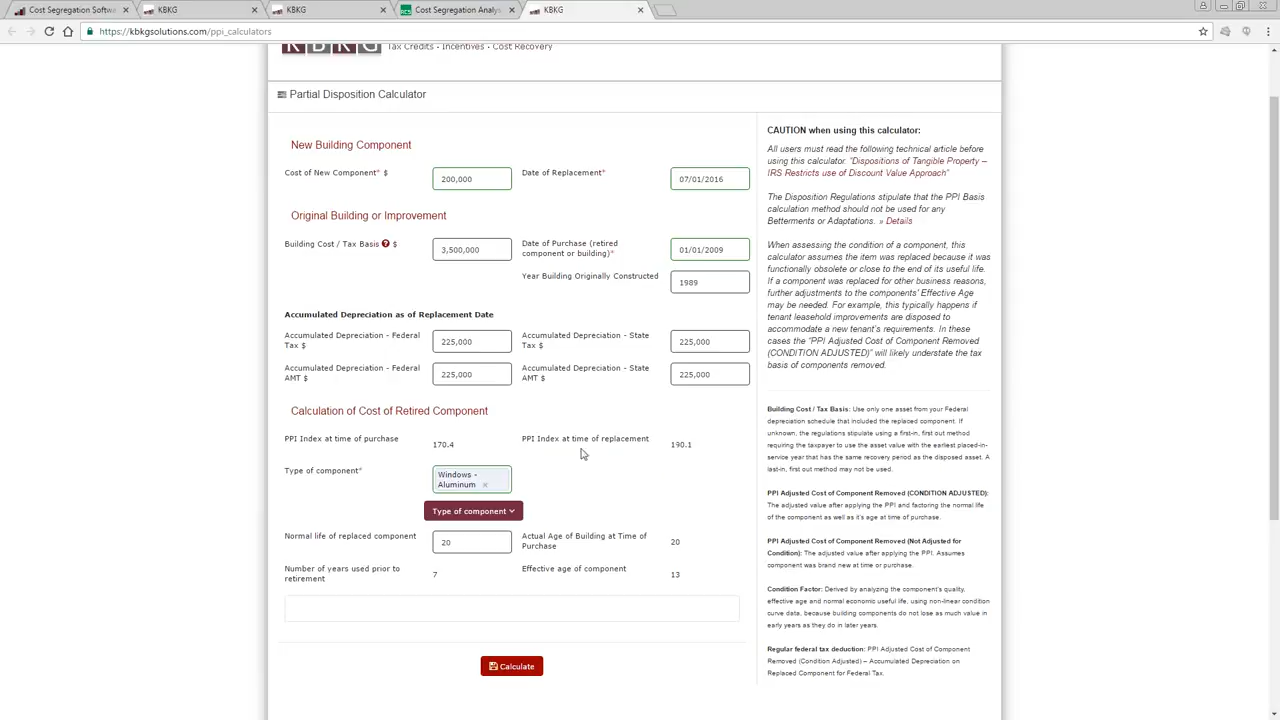 Cost Segregation Softwa ×
KBKG ×
KBKG ×
Cost Segregation Analys ×
KBKG ×
https://kbkgsolutions.com/ppi_calculators
KBKG Tax Credits · Incentives · Cost Recovery
Partial Disposition Calculator
New Building Component
Cost of New Component* $
200,000
Date of Replacement*
07/01/2016
Original Building or Improvement
Building Cost / Tax Basis ? $
3,500,000
Date of Purchase (retired
component or building)*
01/01/2009
Year Building Originally Constructed
1989
Accumulated Depreciation as of Replacement Date
Accumulated Depreciation - Federal
Tax $
225,000
Accumulated Depreciation - State
Tax $
225,000
Accumulated Depreciation - Federal
AMT $
225,000
Accumulated Depreciation - State
AMT $
225,000
Calculation of Cost of Retired Component
PPI Index at time of purchase
170.4
PPI Index at time of replacement
190.1
Type of component*
Windows -
Aluminum ×
Type of component
Normal life of replaced component
20
Actual Age of Building at Time of
Purchase
20
Number of years used prior to
retirement
7
Effective age of component
13
Calculate
CAUTION when using this calculator:
All users must read the following technical article before
using this calculator. "Dispositions of Tangible Property –
IRS Restricts use of Discount Value Approach"
The Disposition Regulations stipulate that the PPI Basis
calculation method should not be used for any
Betterments or Adaptations. » Details
When assessing the condition of a component, this
calculator assumes the item was replaced because it was
functionally obsolete or close to the end of its useful life.
If a component was replaced for other business reasons,
further adjustments to the components' Effective Age
may be needed. For example, this typically happens if
tenant leasehold improvements are disposed to
accommodate a new tenant's requirements. In these
cases the "PPI Adjusted Cost of Component Removed
(CONDITION ADJUSTED)" will likely understate the tax
basis of components removed.
Building Cost / Tax Basis: Use only one asset from your Federal
depreciation schedule that included the replaced component. If
unknown, the regulations stipulate using a first-in, first out method
requiring the taxpayer to use the asset value with the earliest placed-in-
service year that has the same recovery period as the disposed asset. A
last-in, first out method may not be used.
PPI Adjusted Cost of Component Removed (CONDITION ADJUSTED):
The adjusted value after applying the PPI and factoring the normal life
of the component as well as it's age at time of purchase.
PPI Adjusted Cost of Component Removed (Not Adjusted for
Condition): The adjusted value after applying the PPI. Assumes
component was brand new at time or purchase.
Condition Factor: Derived by analyzing the component's quality,
effective age and normal economic useful life, using non-linear condition
curve data, because building components do not lose as much value in
early years as they do in later years.
Regular federal tax deduction: PPI Adjusted Cost of Component
Removed (Condition Adjusted) – Accumulated Depreciation on
Replaced Component for Federal Tax.